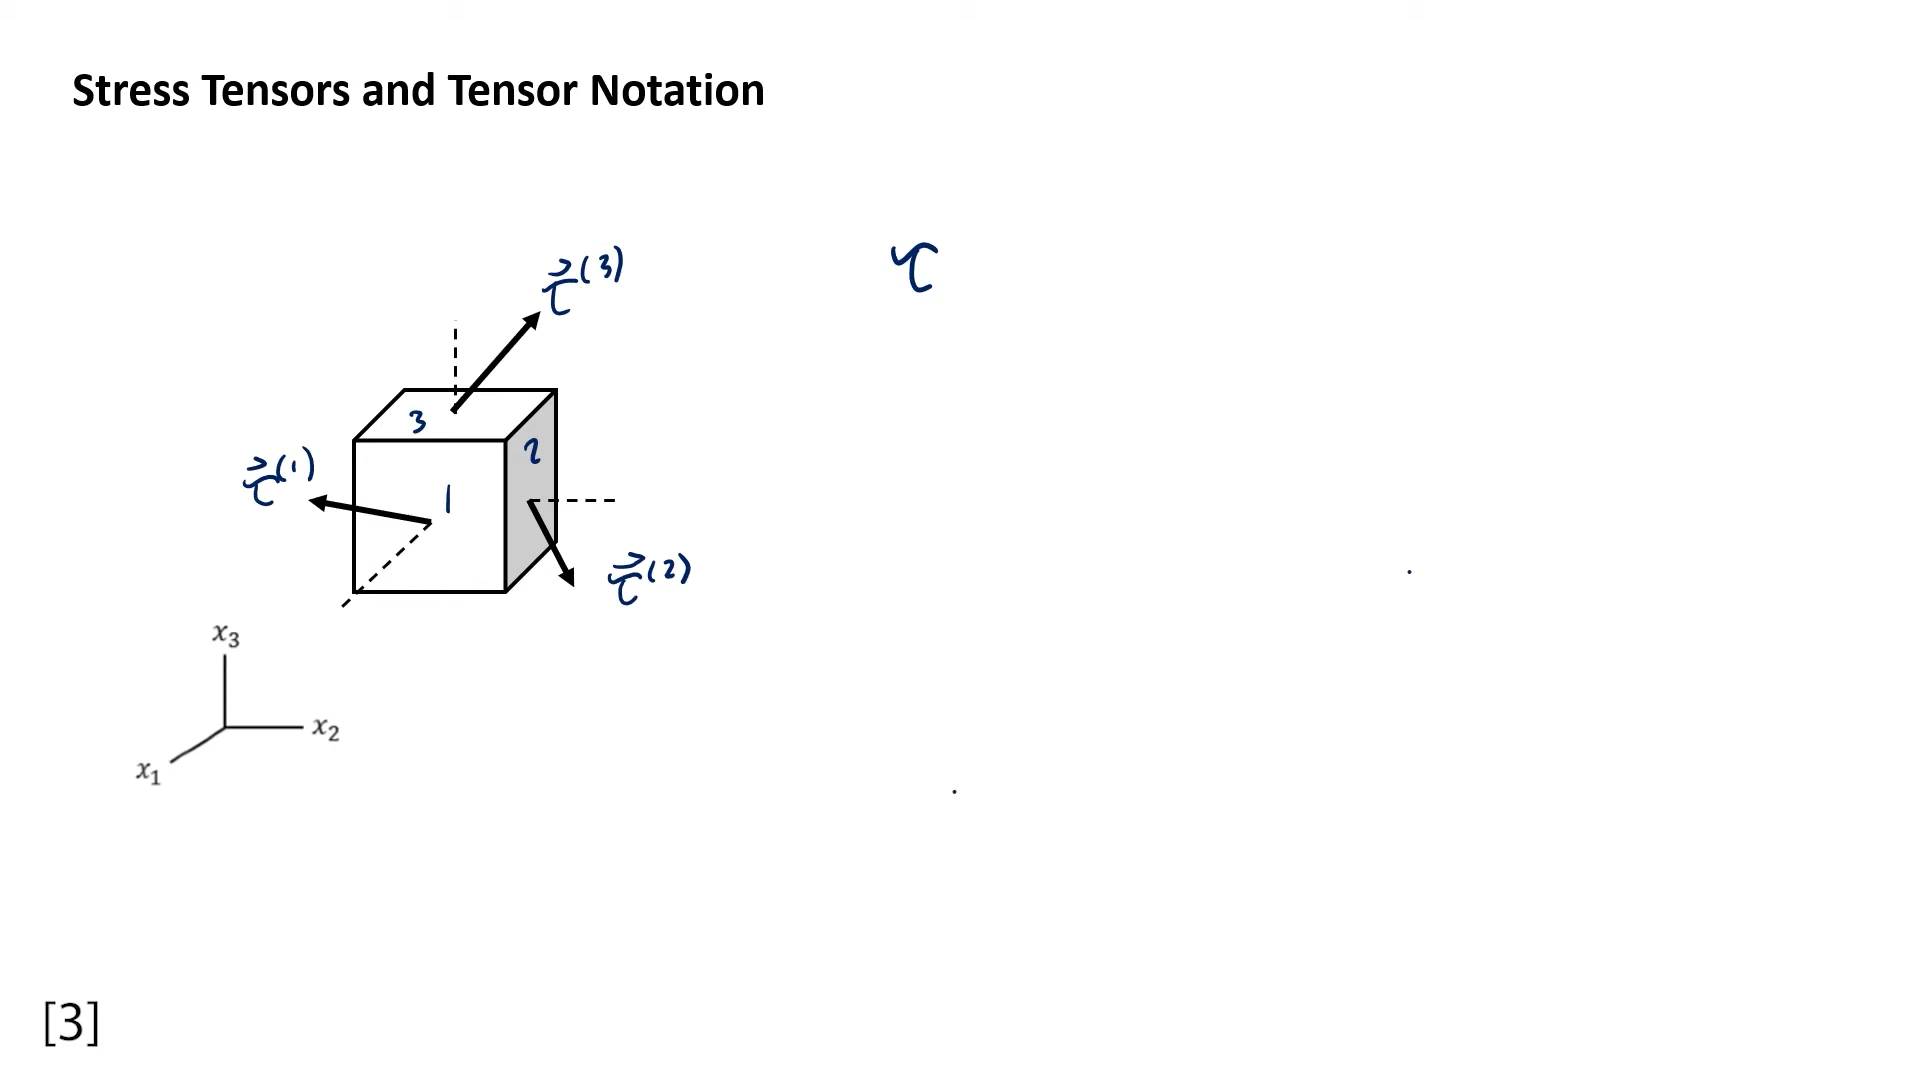 Stress Tensors and Tensor Notation
τ⃗(3)
τ
3
2
τ⃗(1)
1
τ⃗(2)
x₃
x₂
x₁
[3]